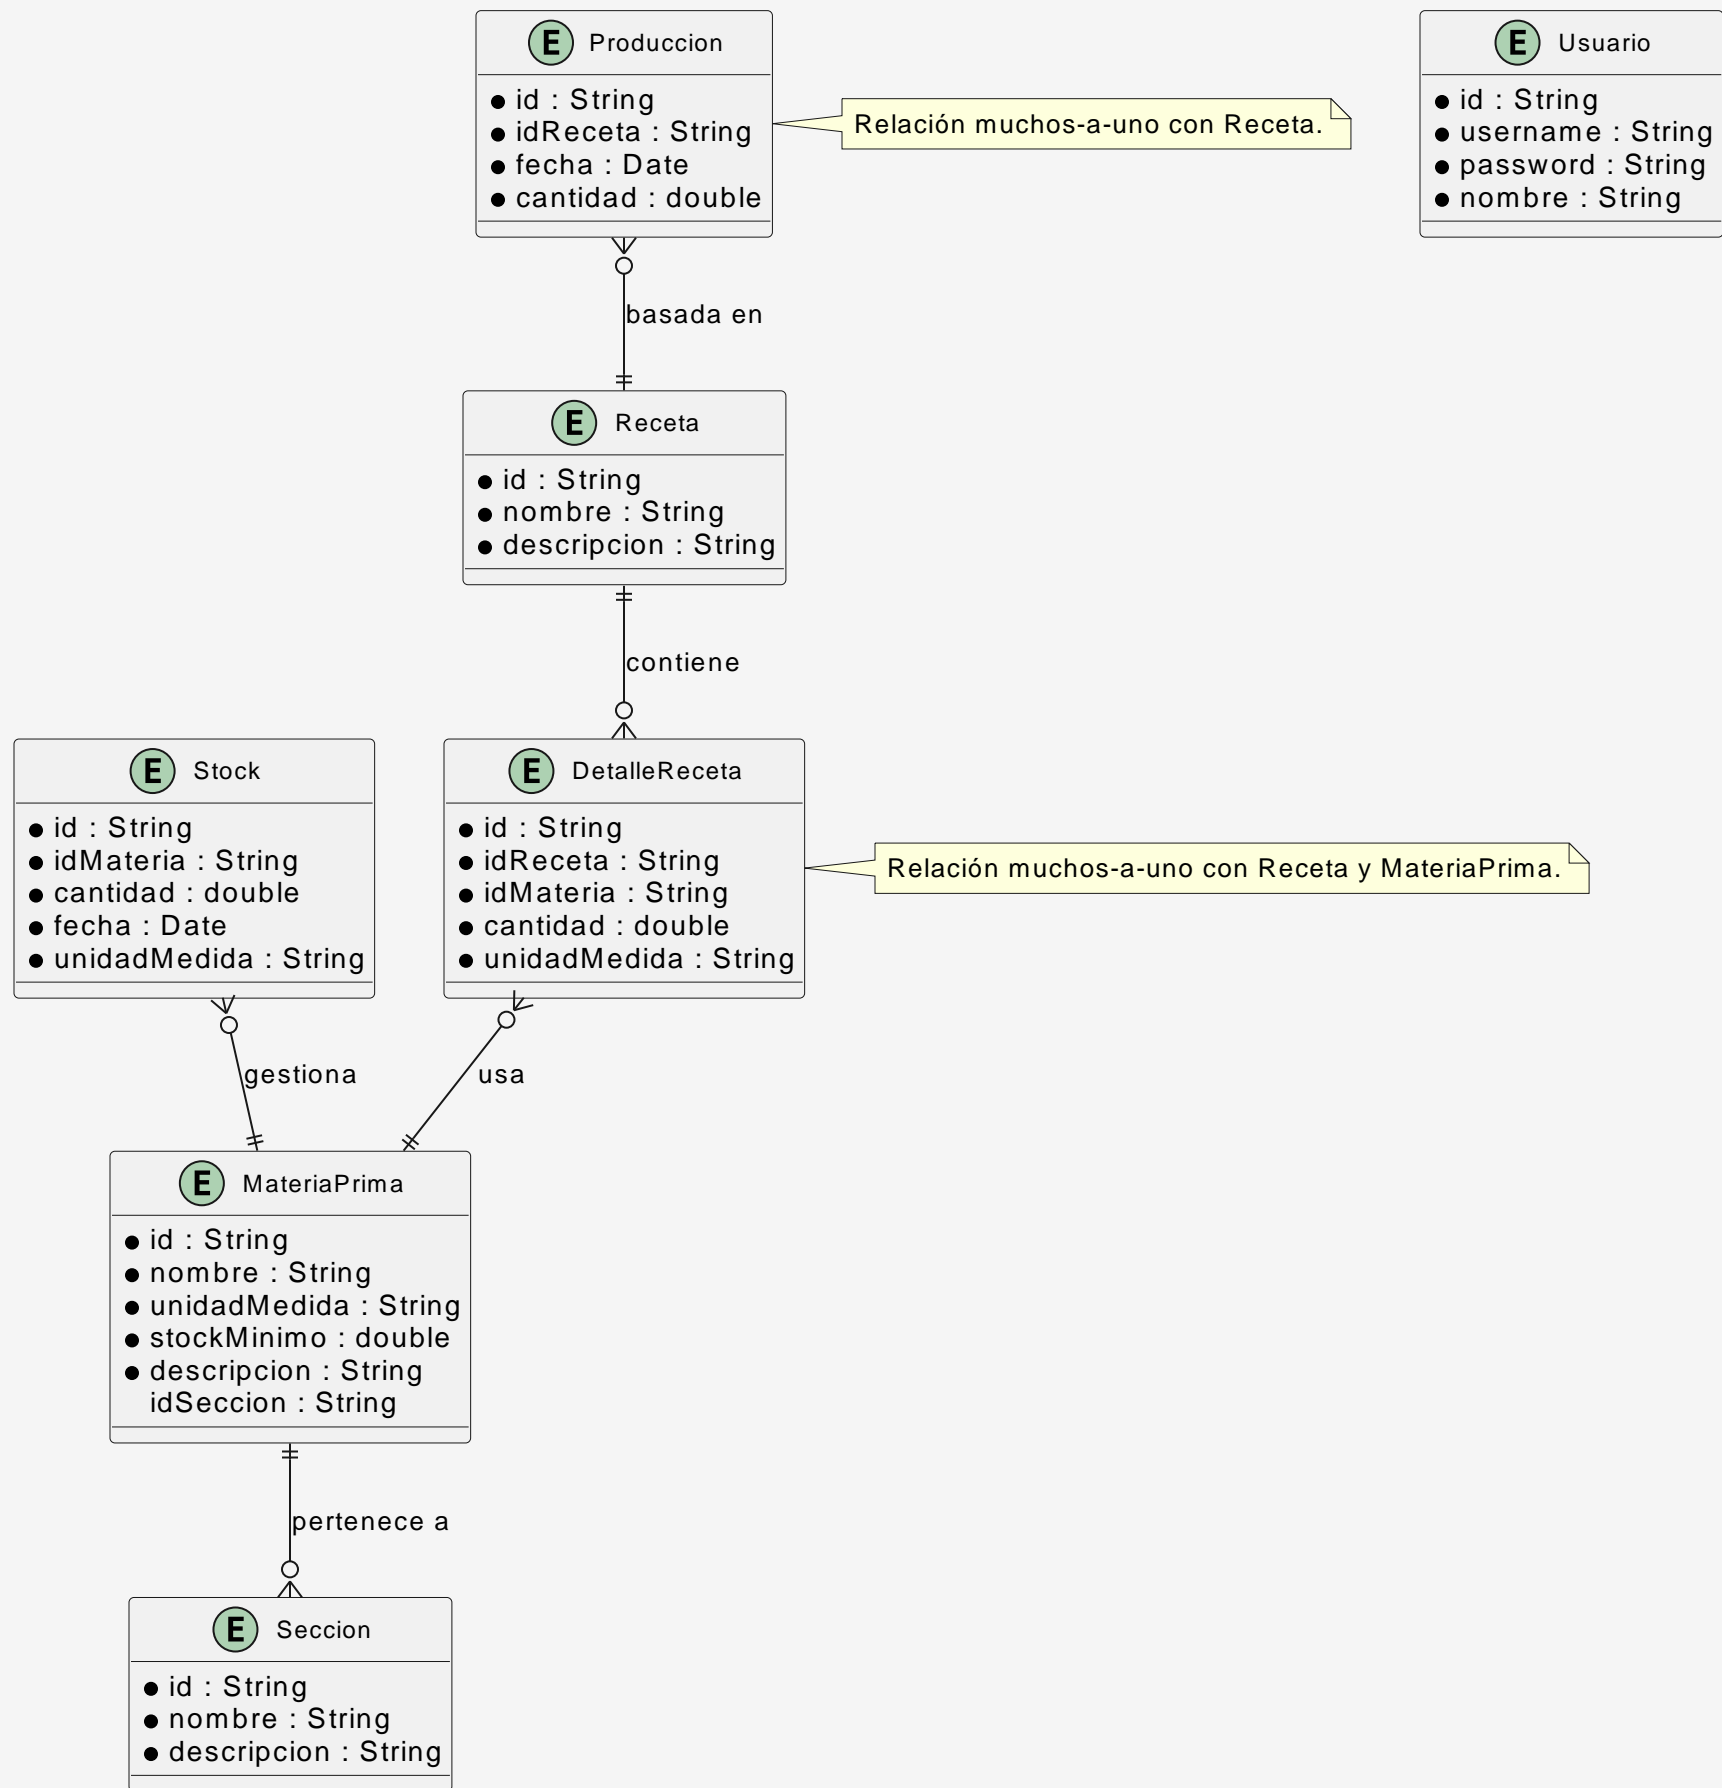 E Produccion
id : String
idReceta : String
fecha : Date
cantidad : double
Relación muchos-a-uno con Receta.
E Usuario
id : String
username : String
password : String
nombre : String
basada en
E Receta
id : String
nombre : String
descripcion : String
contiene
E Stock
id : String
idMateria : String
cantidad : double
fecha : Date
unidadMedida : String
E DetalleReceta
id : String
idReceta : String
idMateria : String
cantidad : double
unidadMedida : String
Relación muchos-a-uno con Receta y MateriaPrima.
gestiona
usa
E MateriaPrima
id : String
nombre : String
unidadMedida : String
stockMinimo : double
descripcion : String
idSeccion : String
pertenece a
E Seccion
id : String
nombre : String
descripcion : String